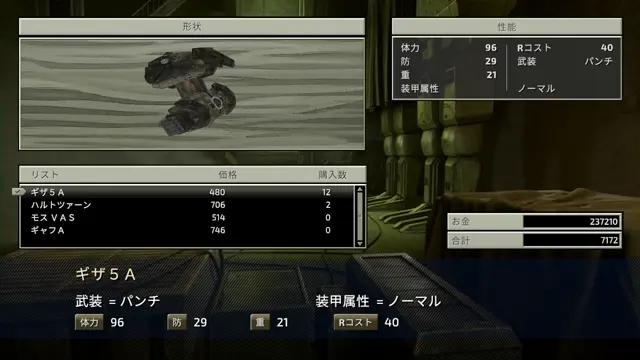 形状
性能
体力 96 Rコスト 40
防 29 武装 パンチ
重 21
装甲属性 ノーマル
リスト 価格 購入数
ギザ５Ａ 480 12
ハルトツァーン 706 2
モス ＶＡＳ 514 0
ギャフＡ 746 0
お金 237210
合計 7172
ギザ５Ａ
武装 ＝パンチ 装甲属性 ＝ノーマル
体力 96 防 29 重 21 Rコスト 40